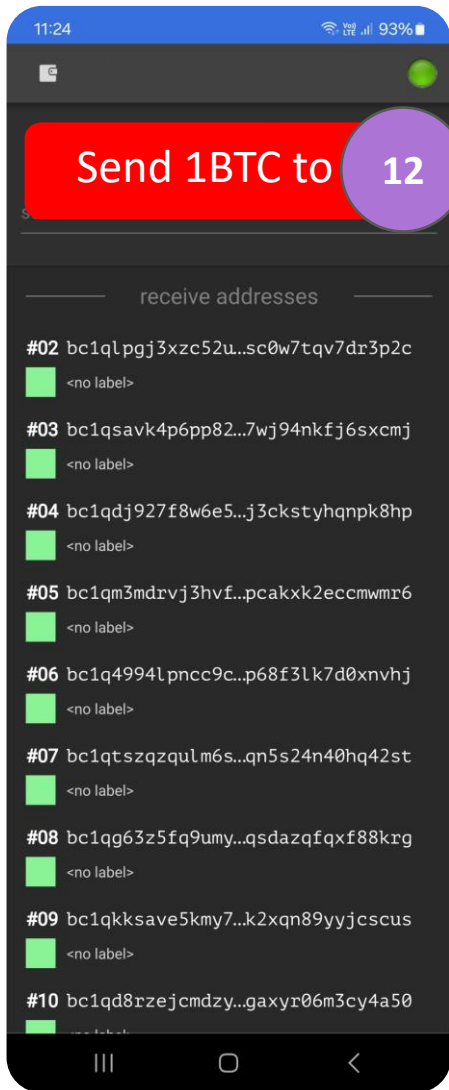 11:24
VoI) LTE 93%
Send 1BTC to 12
receive addresses
#02 bc1qlpgj3xzc52u…sc0w7tqv7dr3p2c
<no label>
#03 bc1qsavk4p6pp82…7wj94nkfj6sxcmj
<no label>
#04 bc1qdj927f8w6e5…j3ckstyhqnpk8hp
<no label>
#05 bc1qm3mdrvj3hvf…pcakxk2eccmwmr6
<no label>
#06 bc1q4994lpncc9c…p68f3lk7d0xnvhj
<no label>
#07 bc1qtszqzqulm6s…qn5s24n40hq42st
<no label>
#08 bc1qg63z5fq9umy…qsdazqfqxf88krg
<no label>
#09 bc1qkksave5kmy7…k2xqn89yyjcscus
<no label>
#10 bc1qd8rzejcmdzy…gaxyr06m3cy4a50